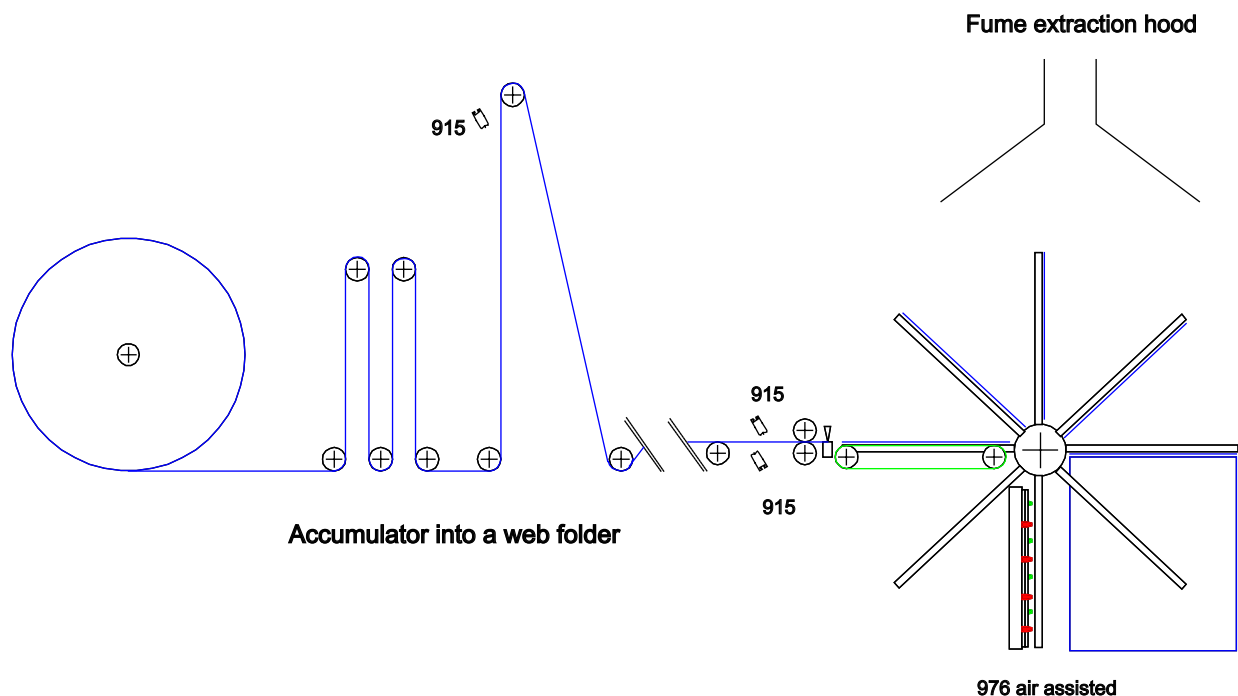 Fume extraction hood
915
915
915
Accumulator into a web folder
976 air assisted